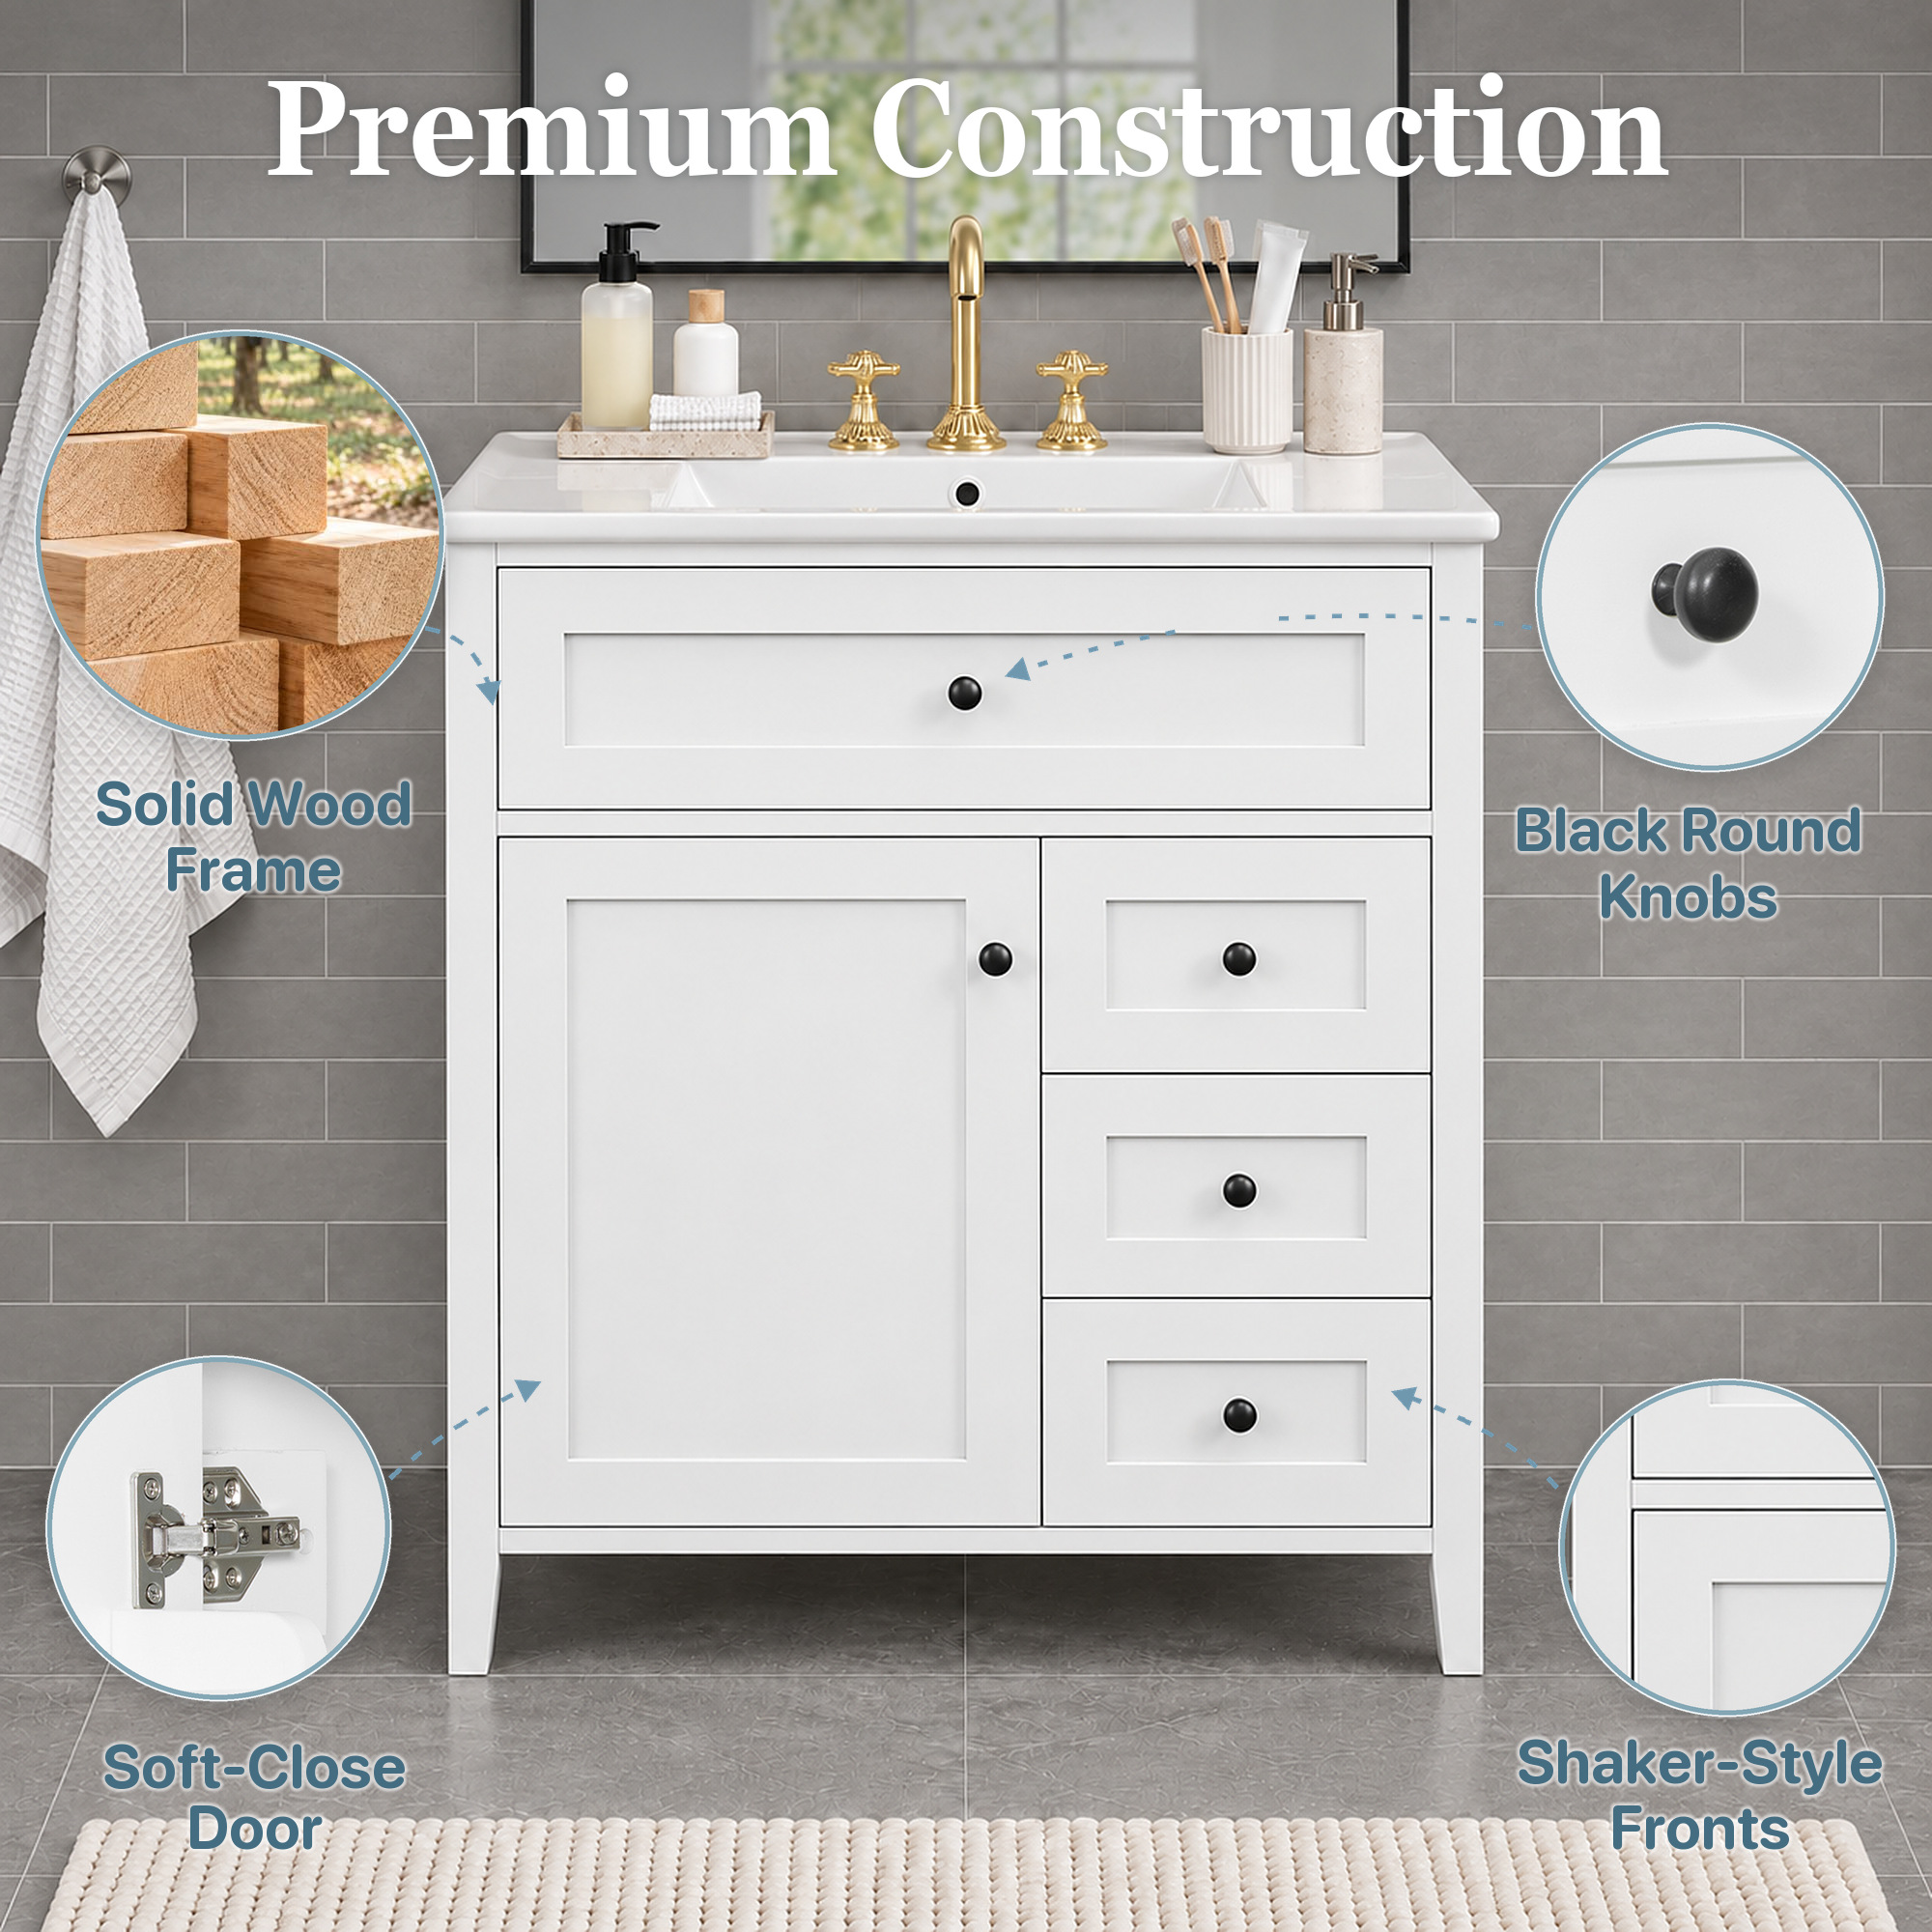 Premium Construction
Solid Wood
Frame
Black Round
Knobs
Soft-Close
Door
Shaker-Style
Fronts